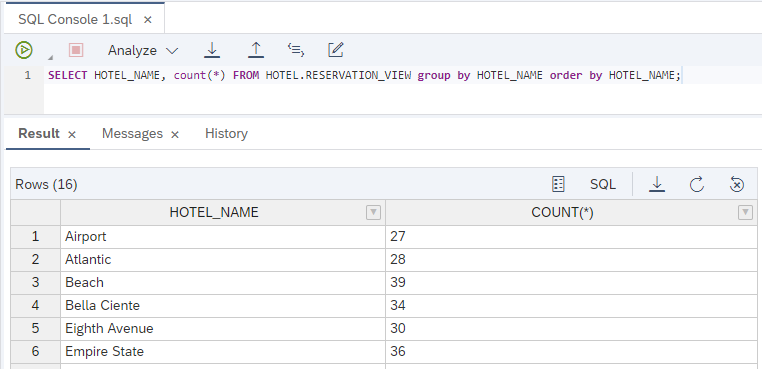 SQL Console 1.sql ×
Analyze
1 SELECT HOTEL_NAME, count(*) FROM HOTEL.RESERVATION_VIEW group by HOTEL_NAME order by HOTEL_NAME;
Result × Messages × History
Rows (16) SQL
HOTEL_NAME COUNT(*)
1 Airport 27
2 Atlantic 28
3 Beach 39
4 Bella Ciente 34
5 Eighth Avenue 30
6 Empire State 36